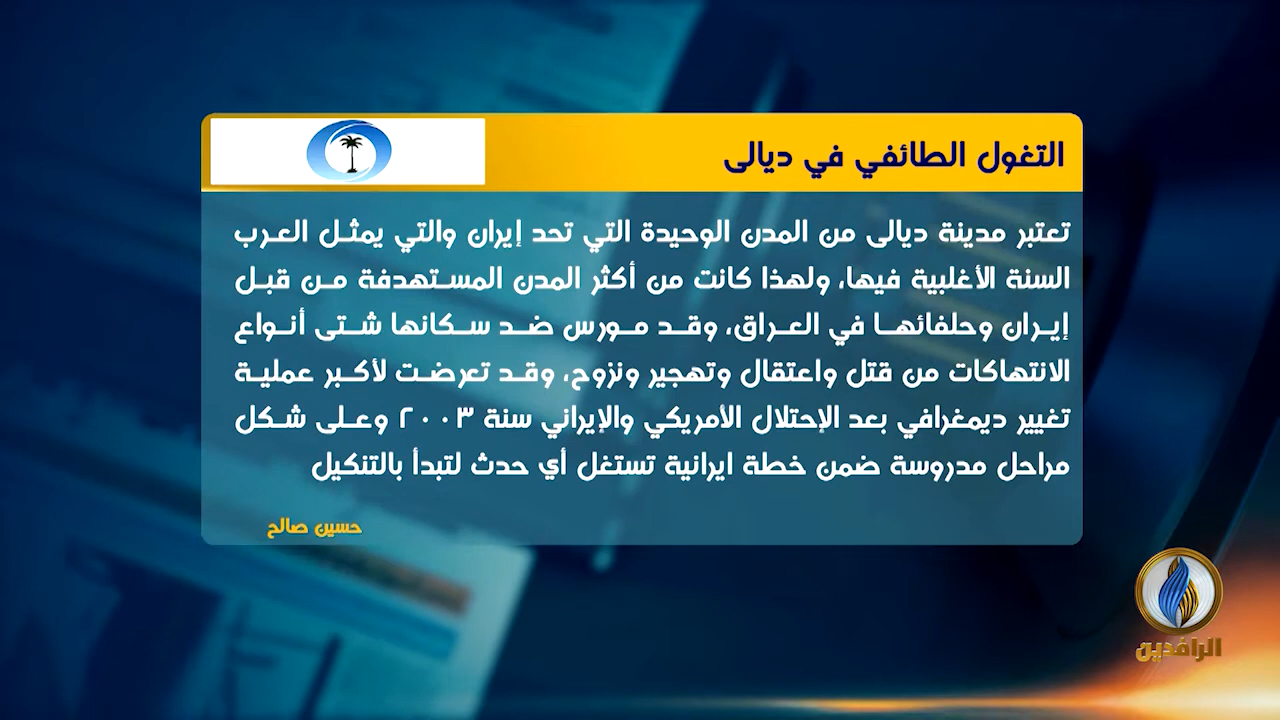 التغول الطائفي في ديالى
تعتبر مدينة ديالى من المدن الوحيدة التي تحد إيران والتي يمثل العرب
السنة الأغلبية فيها، ولهذا كانت من أكثر المدن المستهدفة من قبل
إيران وحلفائها في العراق، وقد مورس ضد سكانها شتى أنواع
الانتهاكات من قتل واعتقال وتهجير ونزوح، وقد تعرضت لأكبر عملية
تغيير ديمغرافي بعد الإحتلال الأمريكي والإيراني سنة ٢٠٠٣ وعلى شكل
مراحل مدروسة ضمن خطة ايرانية تستغل أي حدث لتبدأ بالتنكيل
حسين صالح
الرافدين